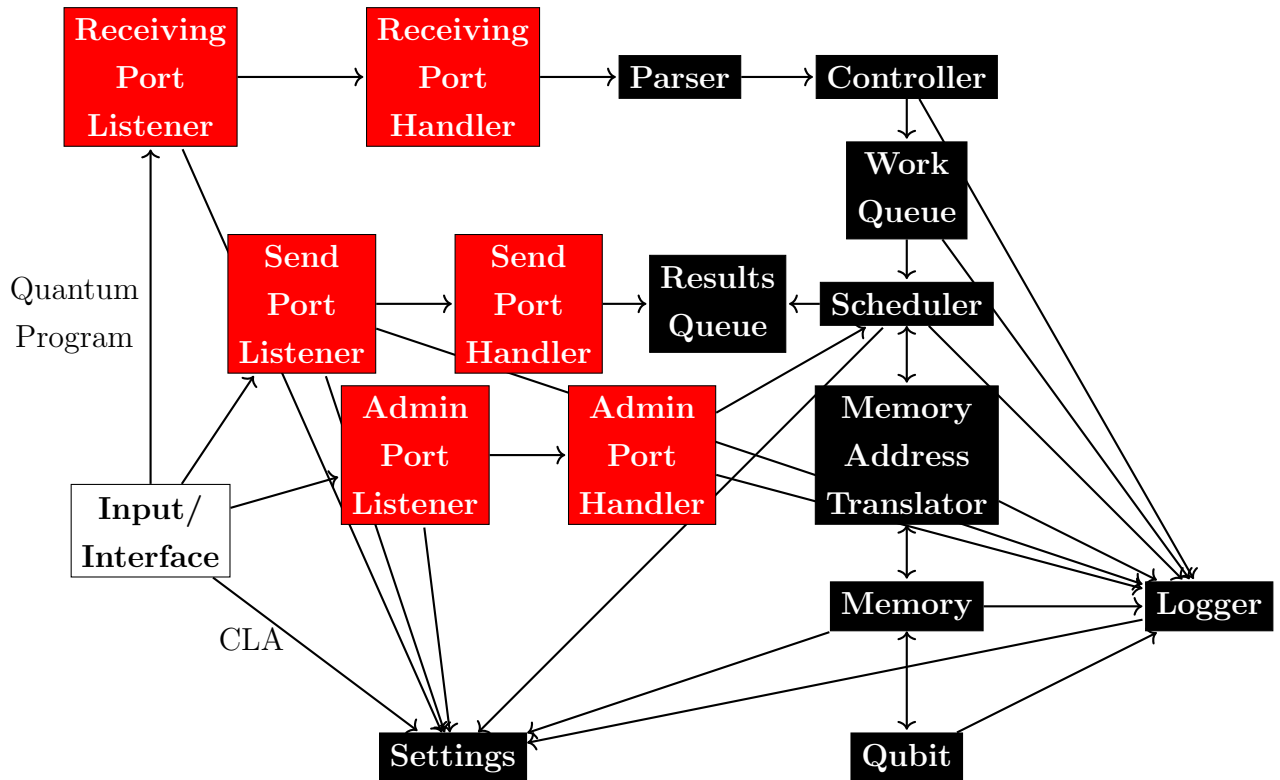 Receiving
Port
Listener
Receiving
Port
Handler
Parser
Controller
Work
Queue
Quantum
Program
Send
Port
Listener
Send
Port
Handler
Results
Queue
Scheduler
Admin
Port
Listener
Admin
Port
Handler
Memory
Address
Translator
Input/
Interface
CLA
Memory
Logger
Settings
Qubit